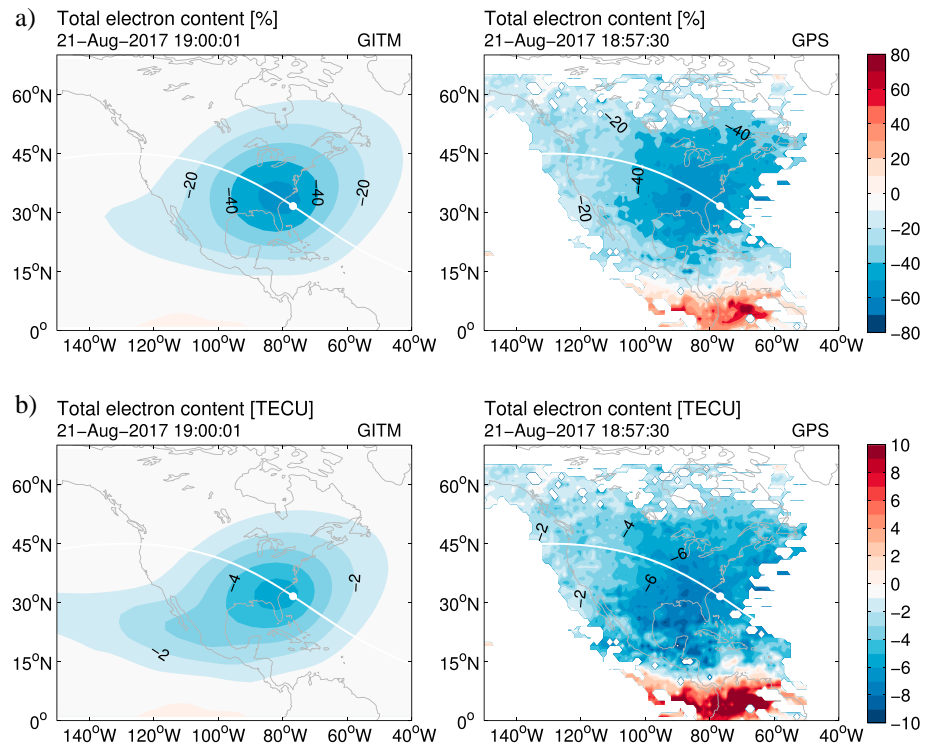 a)
Total electron content [%]
21−Aug−2017 19:00:01 GITM
60°N
45°N
30°N
15°N
0°
140°W 120°W 100°W 80°W 60°W 40°W
−20
−40
−40
−20
Total electron content [%]
21−Aug−2017 18:57:30 GPS
−20
−40
−40
−20
140°W 120°W 100°W 80°W 60°W 40°W
80
60
40
20
0
−20
−40
−60
−80
b)
Total electron content [TECU]
21−Aug−2017 19:00:01 GITM
60°N
45°N
30°N
15°N
0°
140°W 120°W 100°W 80°W 60°W 40°W
−4
−2
−2
Total electron content [TECU]
21−Aug−2017 18:57:30 GPS
−2
−4
−6
−6
−2
140°W 120°W 100°W 80°W 60°W 40°W
10
8
6
4
2
0
−2
−4
−6
−8
−10